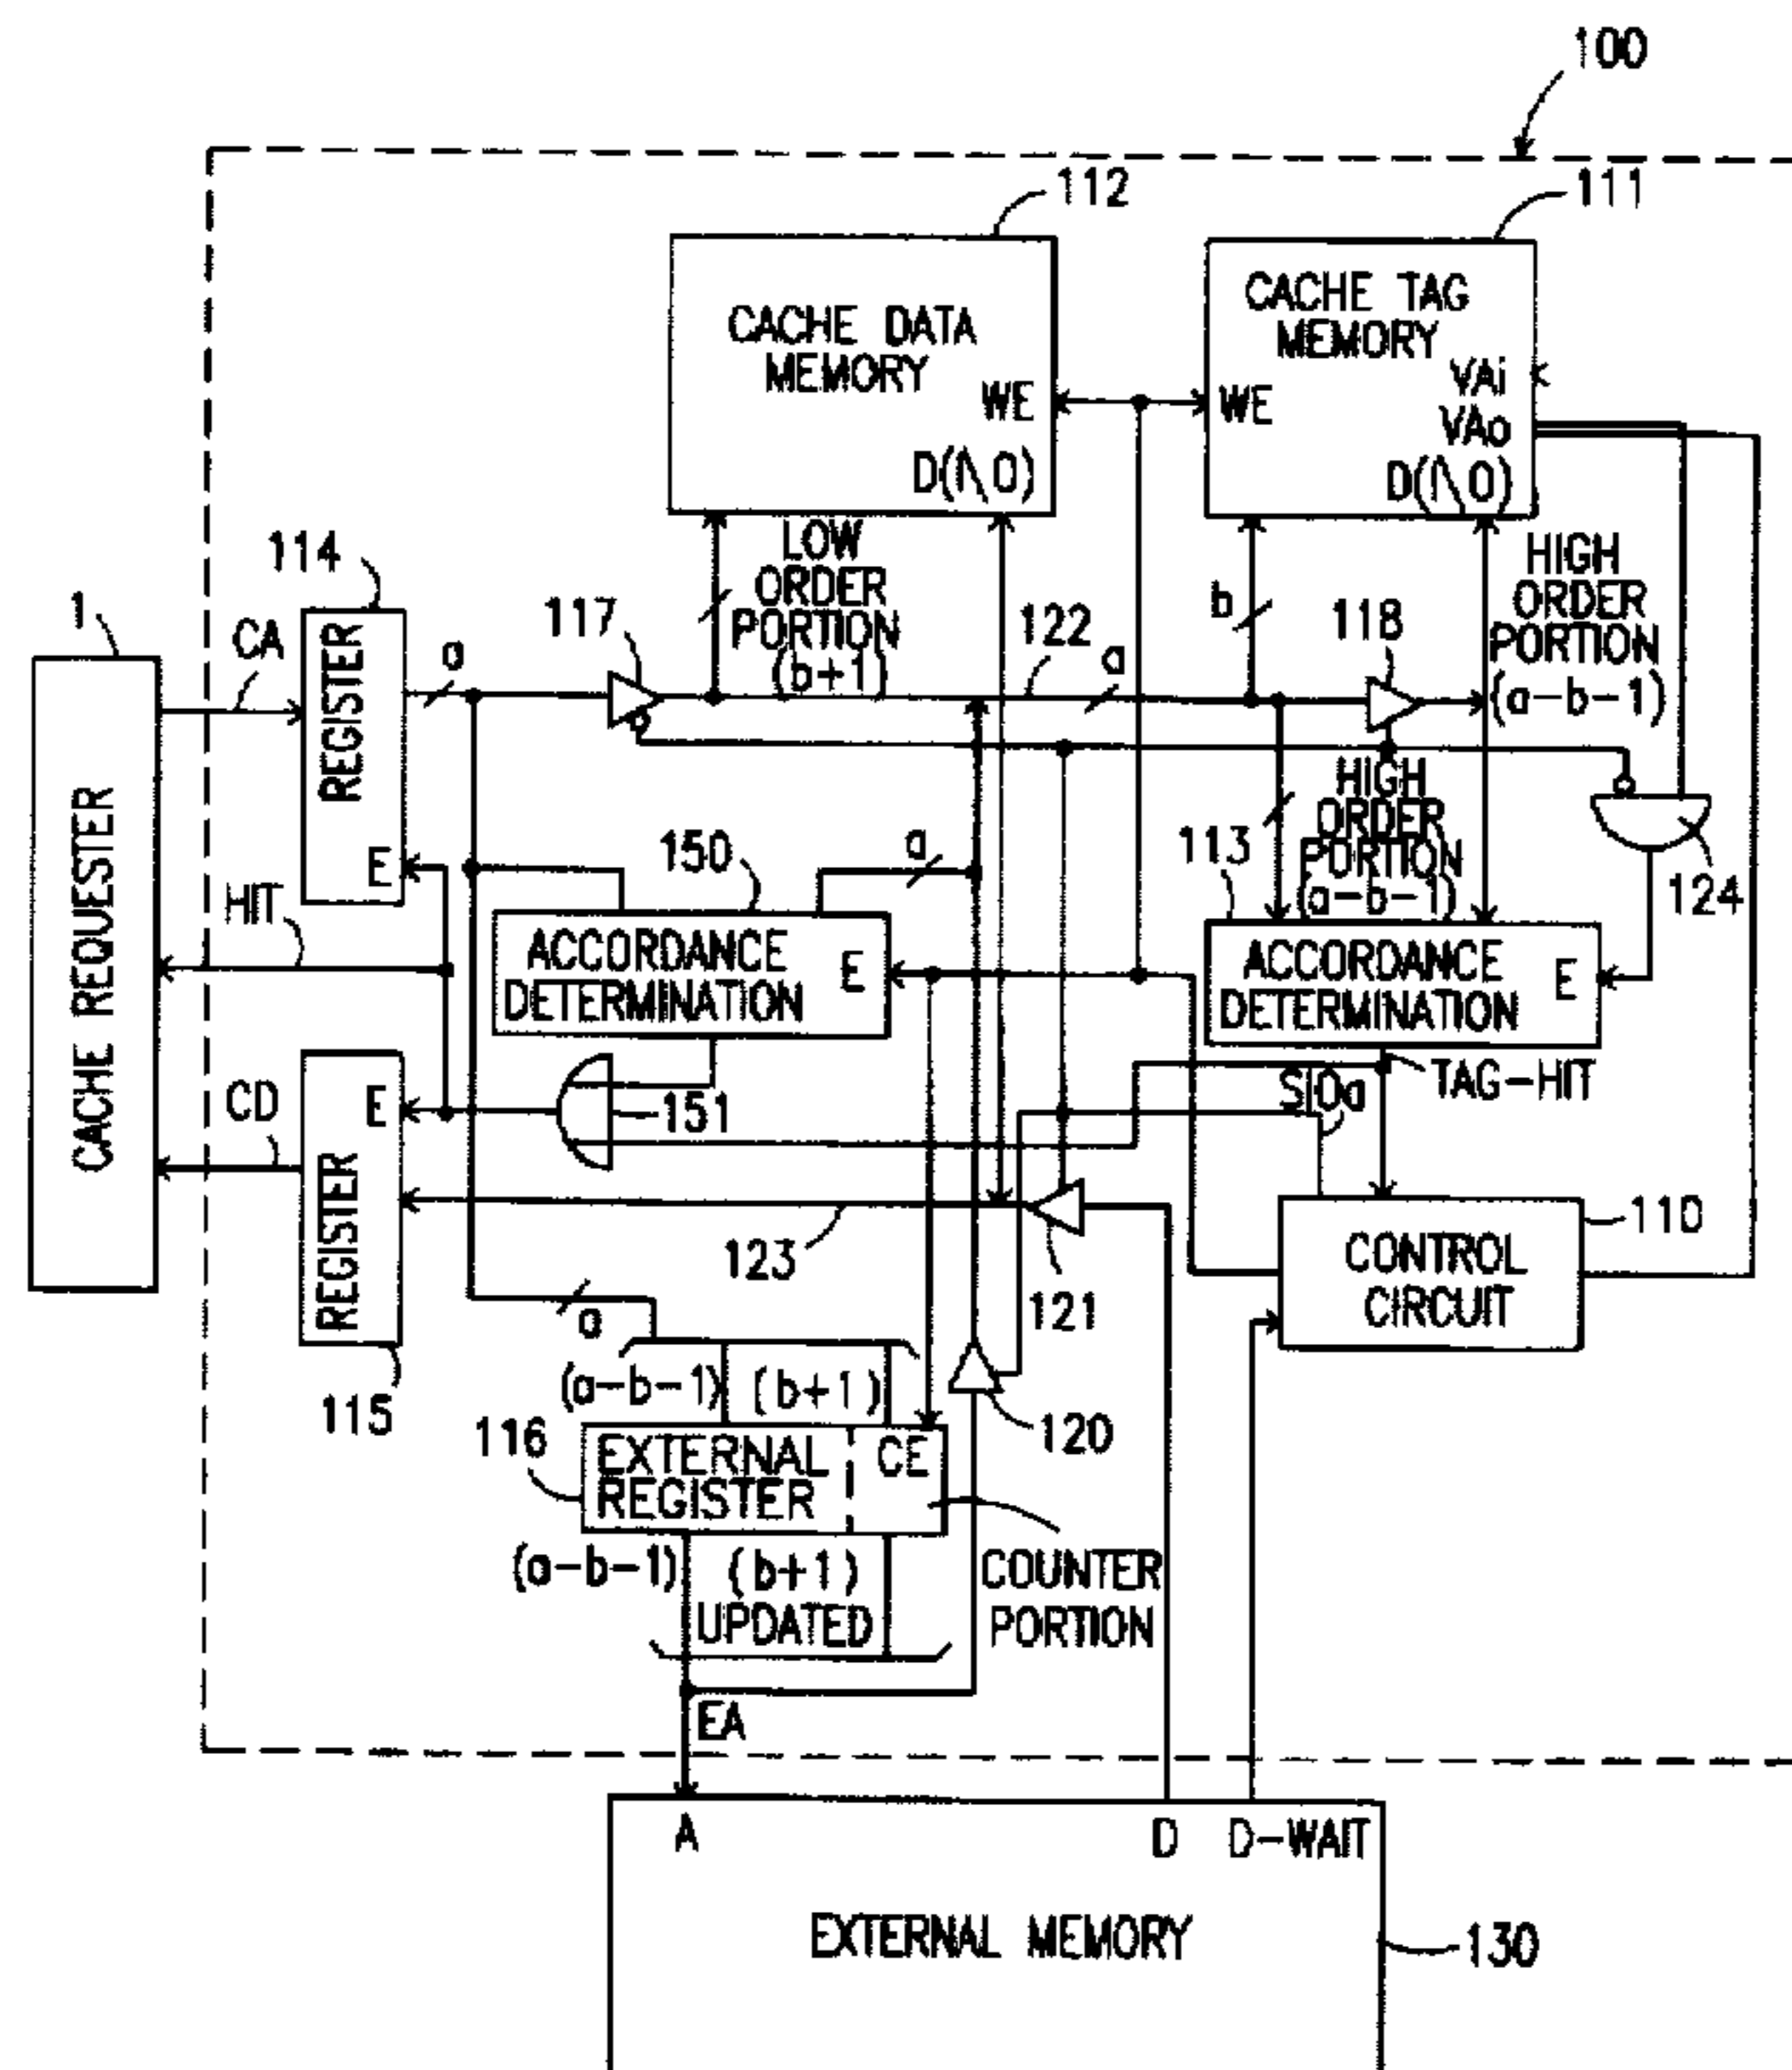 100
112
111
CACHE DATA
MEMORY
WE
D(I\O)
CACHE TAG
MEMORY
VAi
WE
VAo
D(I\O)
114
LOW
ORDER
PORTION
(b+1)
HIGH
ORDER
PORTION
(a-b-1)
1
CA
REGISTER
E
a
117
122
a
b
118
CACHE REQUESTER
HIT
150
a
113
HIGH
ORDER
PORTION
(a-b-1)
124
ACCORDANCE
DETERMINATION
E
ACCORDANCE
DETERMINATION
E
TAG-HIT
CD
E
REGISTER
151
110
123
121
CONTROL
CIRCUIT
a
115
(a-b-1)
(b+1)
116
EXTERNAL
REGISTER
CE
120
(a-b-1)
(b+1)
UPDATED
COUNTER
PORTION
EA
A
D
D-WAIT
EXTERNAL MEMORY
130